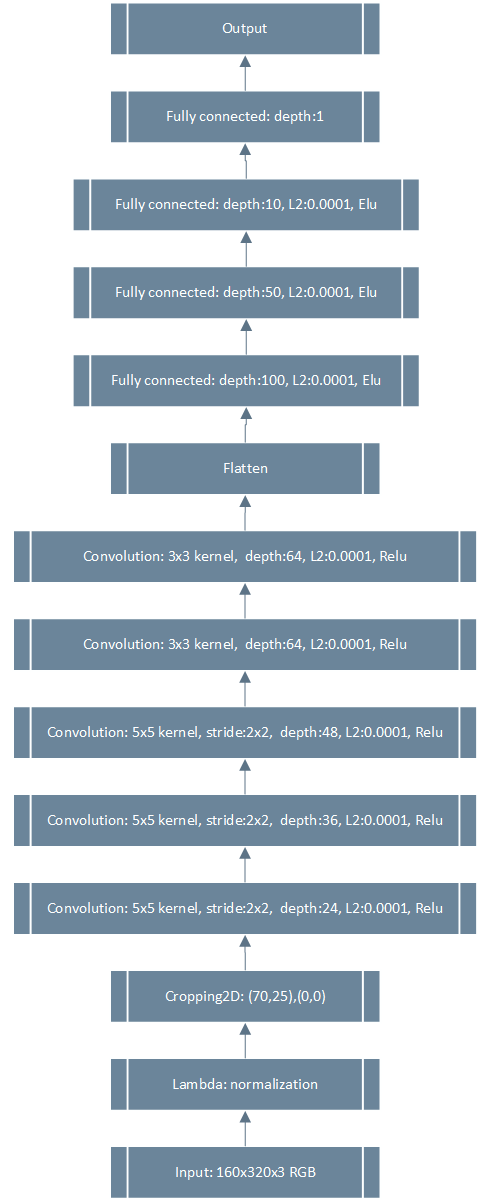 Output
Fully connected: depth:1
Fully connected: depth:10, L2:0.0001, Elu
Fully connected: depth:50, L2:0.0001, Elu
Fully connected: depth:100, L2:0.0001, Elu
Flatten
Convolution: 3x3 kernel,  depth:64, L2:0.0001, Relu
Convolution: 3x3 kernel,  depth:64, L2:0.0001, Relu
Convolution: 5x5 kernel, stride:2x2,  depth:48, L2:0.0001, Relu
Convolution: 5x5 kernel, stride:2x2,  depth:36, L2:0.0001, Relu
Convolution: 5x5 kernel, stride:2x2,  depth:24, L2:0.0001, Relu
Cropping2D: (70,25),(0,0)
Lambda: normalization
Input: 160x320x3 RGB